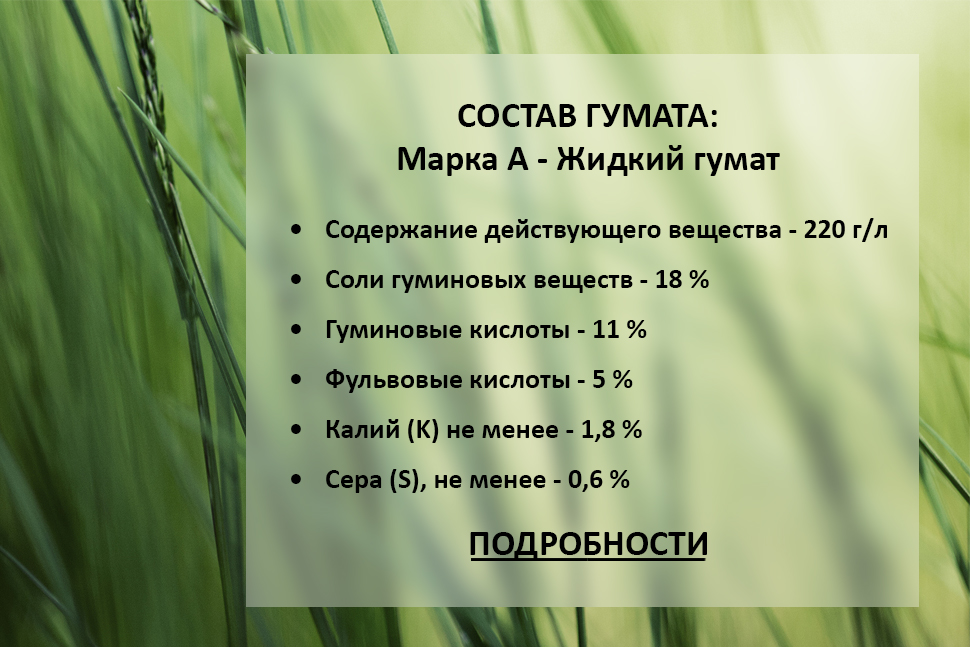 СОСТАВ ГУМАТА:
Марка А - Жидкий гумат
• Содержание действующего вещества - 220 г/л
• Соли гуминовых веществ - 18 %
• Гуминовые кислоты - 11 %
• Фульвовые кислоты - 5 %
• Калий (K) не менее - 1,8 %
• Сера (S), не менее - 0,6 %
ПОДРОБНОСТИ